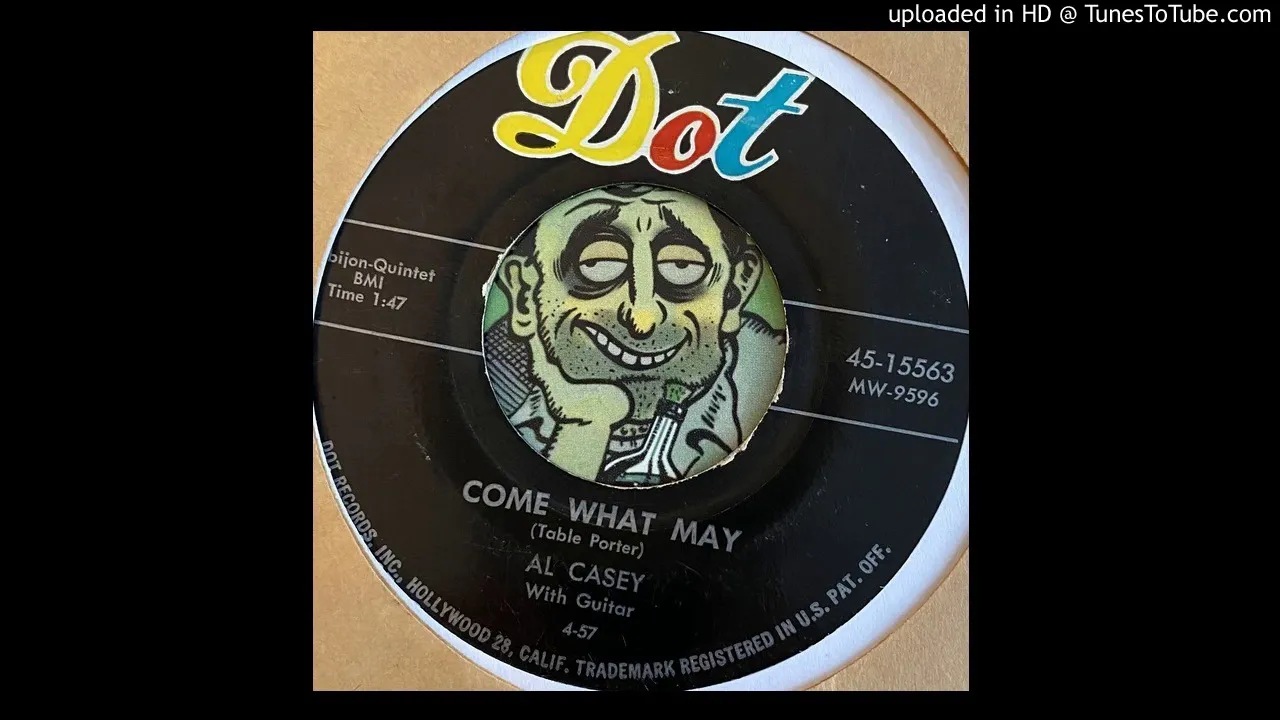 uploaded in HD @ TunesToTube.com
Dot
oijon-Quintet
BMI
Time 1:47
45-15563
MW-9596
COME WHAT MAY
(Table Porter)
AL CASEY
With Guitar
4-57
DOT RECORDS, INC., HOLLYWOOD 28, CALIF. TRADEMARK REGISTERED IN U.S. PAT. OFF.